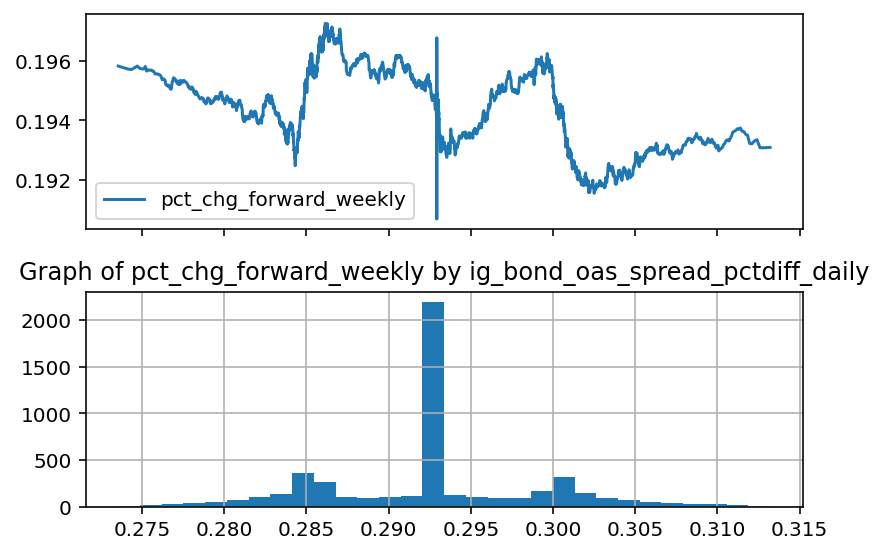 0.196
0.194
0.192
pct_chg_forward_weekly
Graph of pct_chg_forward_weekly by ig_bond_oas_spread_pctdiff_daily
2000
1500
1000
500
0
0.275 0.280 0.285 0.290 0.295 0.300 0.305 0.310 0.315